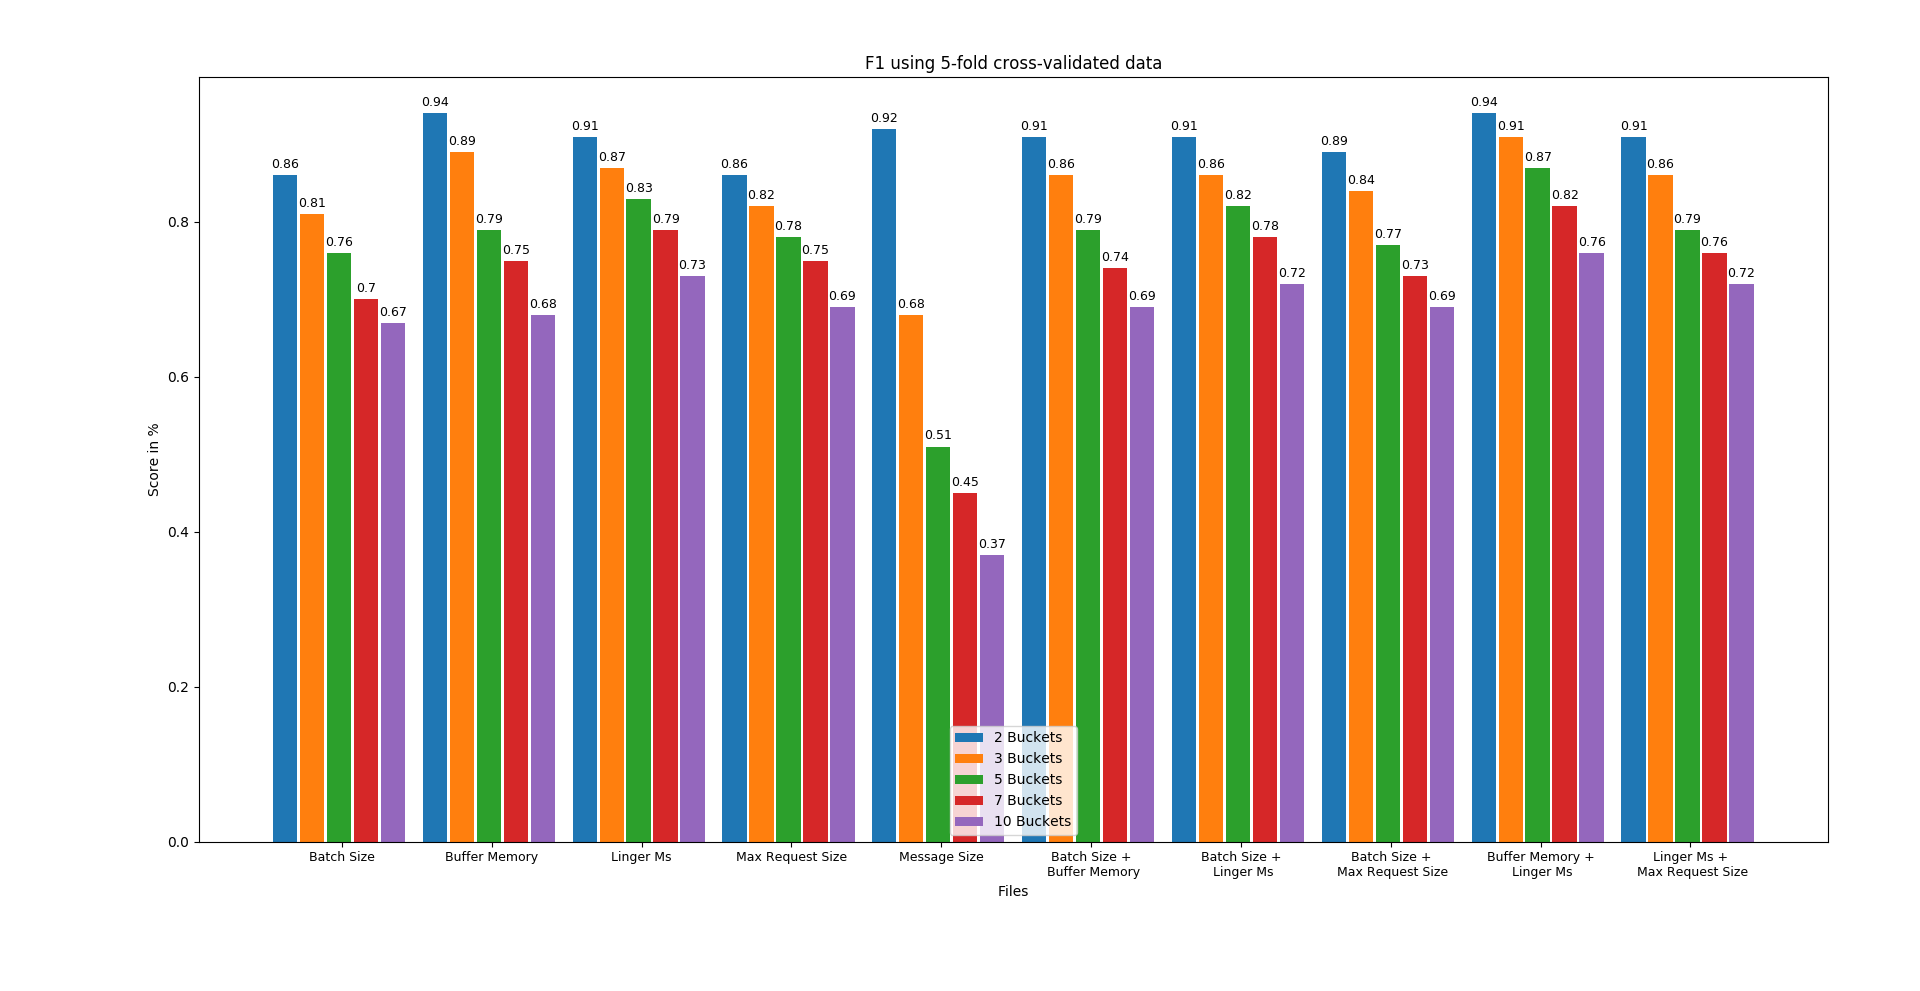 F1 using 5-fold cross-validated data
Score in %
0.8
0.6
0.4
0.2
0.0
0.86
0.81
0.76
0.7
0.67
0.94
0.89
0.79
0.75
0.68
0.91
0.87
0.83
0.79
0.73
0.86
0.82
0.78
0.75
0.69
0.92
0.68
0.51
0.45
0.37
0.91
0.86
0.79
0.74
0.69
0.91
0.86
0.82
0.78
0.72
0.89
0.84
0.77
0.73
0.69
0.94
0.91
0.87
0.82
0.76
0.91
0.86
0.79
0.76
0.72
2 Buckets
3 Buckets
5 Buckets
7 Buckets
10 Buckets
Batch Size
Buffer Memory
Linger Ms
Max Request Size
Message Size
Batch Size +
Buffer Memory
Batch Size +
Linger Ms
Batch Size +
Max Request Size
Buffer Memory +
Linger Ms
Linger Ms +
Max Request Size
Files